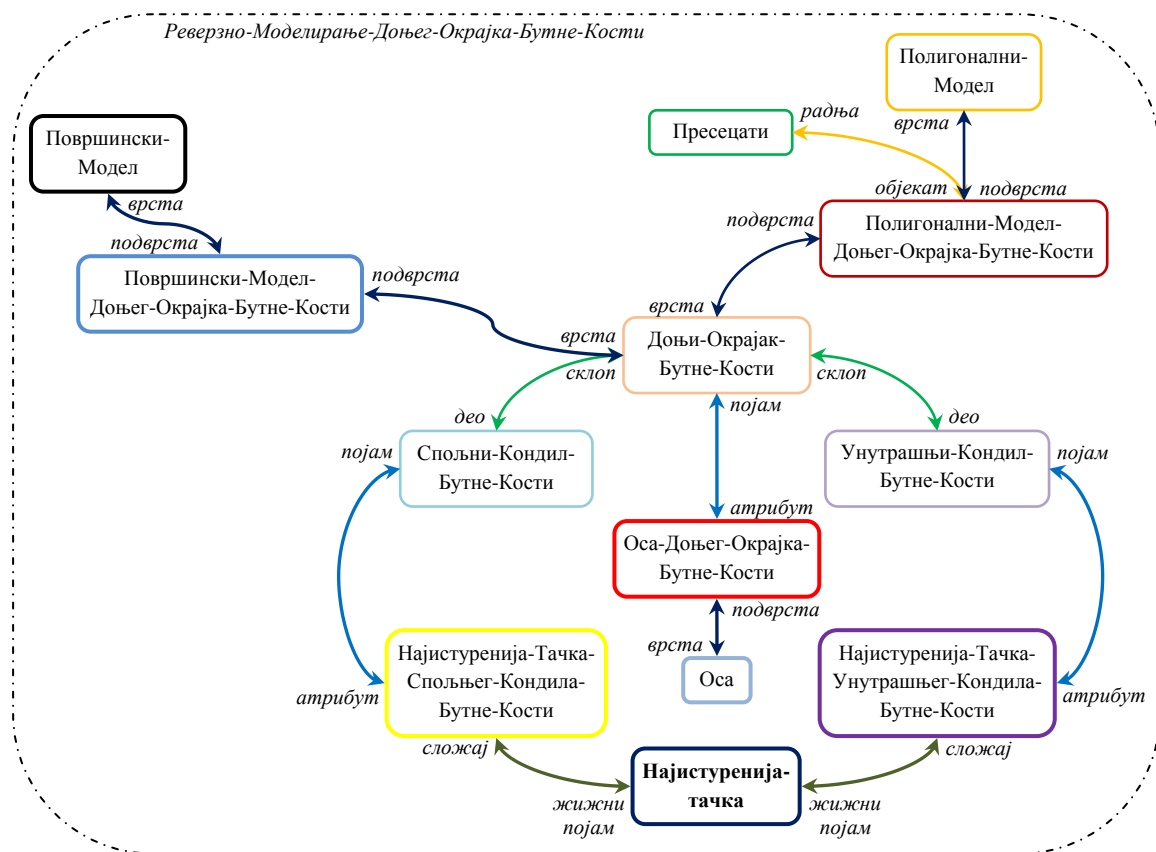 Реверзно-Моделирање-Доњег-Окрајка-Бутне-Кости
Полигонални-
Модел
Пресецати
радња
врста
Површински-
Модел
објекат
подврста
врста
подврста
Полигонални-Модел-
Доњег-Окрајка-Бутне-Кости
подврста
Површински-Модел-
Доњег-Окрајка-Бутне-Кости
подврста
врста
врста
Доњи-Окрајак-
Бутне-Кости
склоп
склоп
појам
део
део
појам
Спољни-Кондил-
Бутне-Кости
Унутрашњи-Кондил-
Бутне-Кости
појам
атрибут
Оса-Доњег-Окрајка-
Бутне-Кости
подврста
врста
Оса
Најистуренија-Тачка-
Спољњег-Кондила-
Бутне-Кости
атрибут
Најистуренија-Тачка-
Унутрашњег-Кондила-
Бутне-Кости
атрибут
сложај
сложај
Најистуренија-
тачка
жижни
појам
жижни
појам